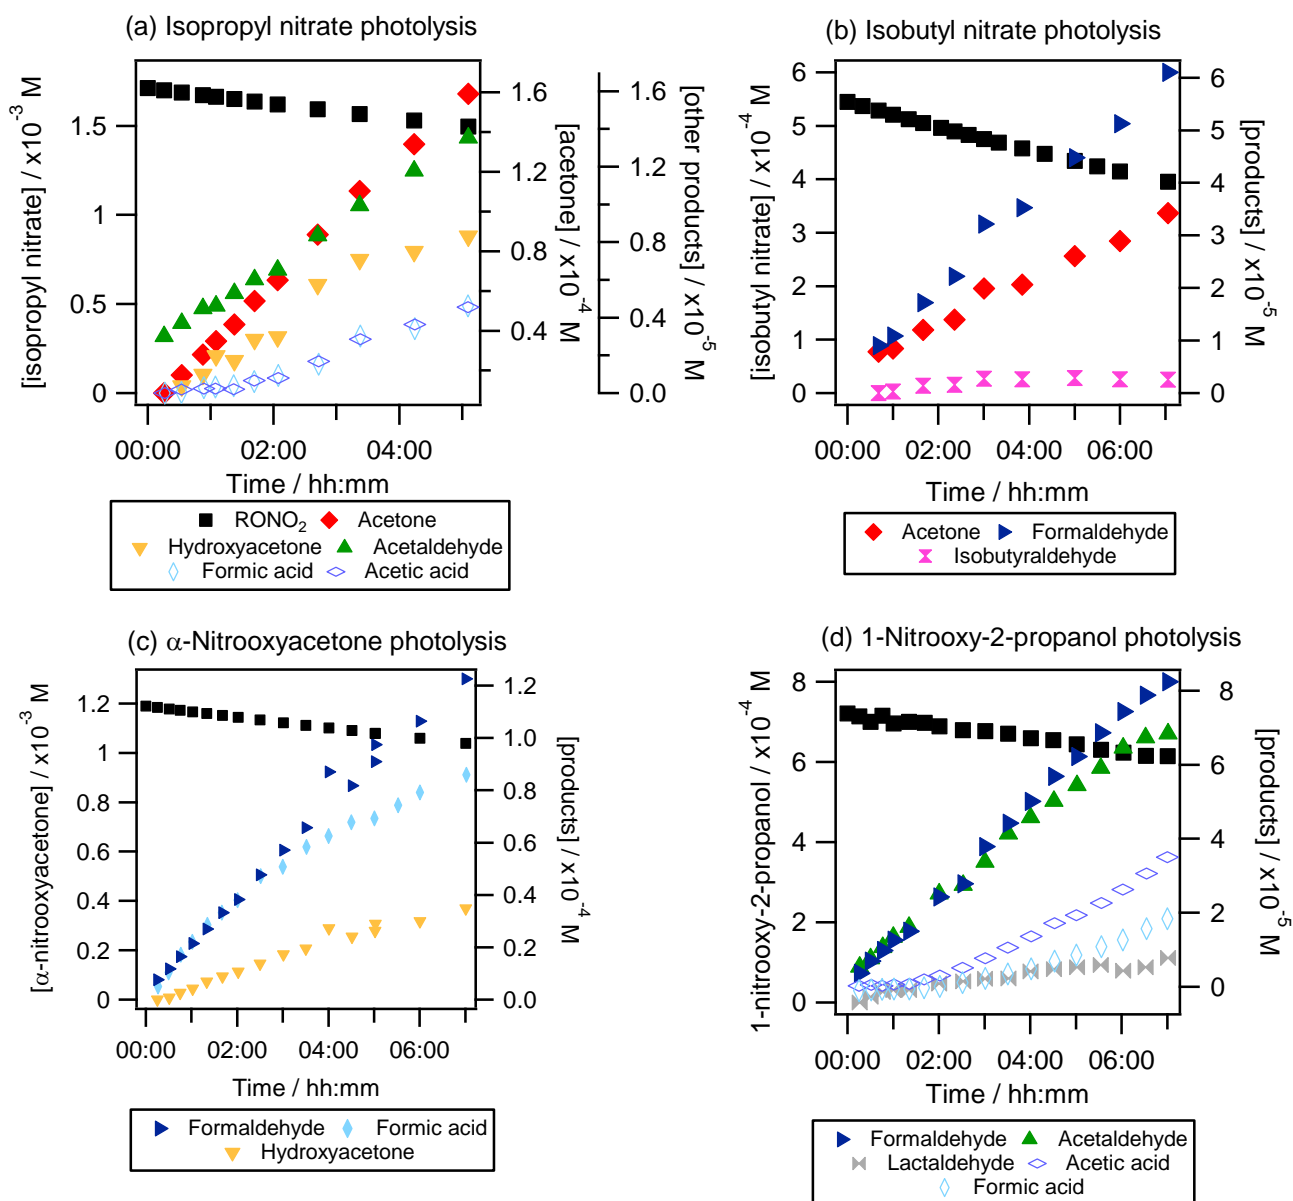 (a) Isopropyl nitrate photolysis
[isopropyl nitrate] / x10⁻³ M
1.5
1
0.5
0
1.6
1.2
0.8
0.4
[acetone] / x10⁻⁴ M
1.6
1.2
0.8
0.4
0.0
[other products] / x10⁻⁵ M
00:00 02:00 04:00
Time / hh:mm
RONO₂ Acetone
Hydroxyacetone Acetaldehyde
Formic acid Acetic acid
(b) Isobutyl nitrate photolysis
[isobutyl nitrate] / x10⁻⁴ M
6
5
4
3
2
1
0
6
5
4
3
2
1
0
[products] / x10⁻⁵ M
00:00 02:00 04:00 06:00
Time / hh:mm
Acetone Formaldehyde
Isobutyraldehyde
(c) α-Nitrooxyacetone photolysis
[α-nitrooxyacetone] / x10⁻³ M
1.2
1
0.8
0.6
0.4
0.2
0
1.2
1.0
0.8
0.6
0.4
0.2
0.0
[products] / x10⁻⁴ M
00:00 02:00 04:00 06:00
Time / hh:mm
Formaldehyde Formic acid
Hydroxyacetone
(d) 1-Nitrooxy-2-propanol photolysis
1-nitrooxy-2-propanol / x10⁻⁴ M
8
6
4
2
0
8
6
4
2
0
[products] / x10⁻⁵ M
00:00 02:00 04:00 06:00
Time / hh:mm
Formaldehyde Acetaldehyde
Lactaldehyde Acetic acid
Formic acid